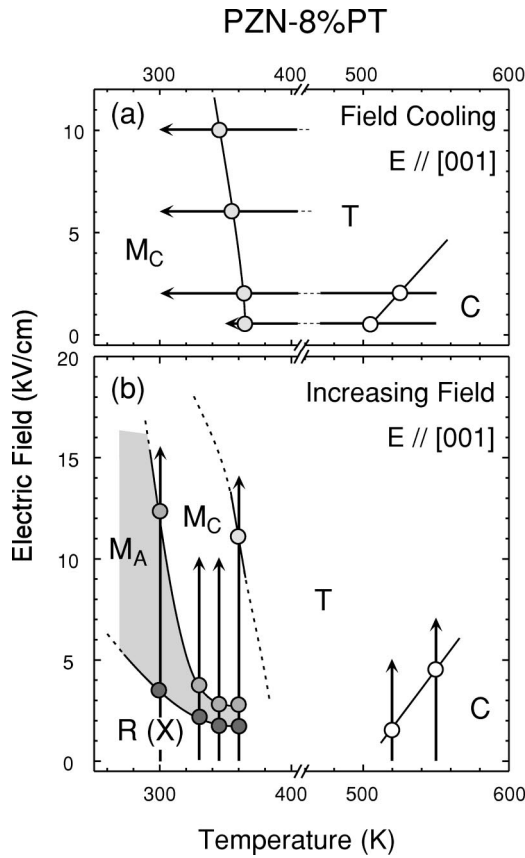 PZN-8%PT
300 400 500 600
(a) Field Cooling
E // [001]
10
T
M_C
5
C
0
Electric Field (kV/cm)
20
(b) Increasing Field
E // [001]
15
M_C
M_A
10
T
5
R (X)
C
0
300 400 500 600
Temperature (K)